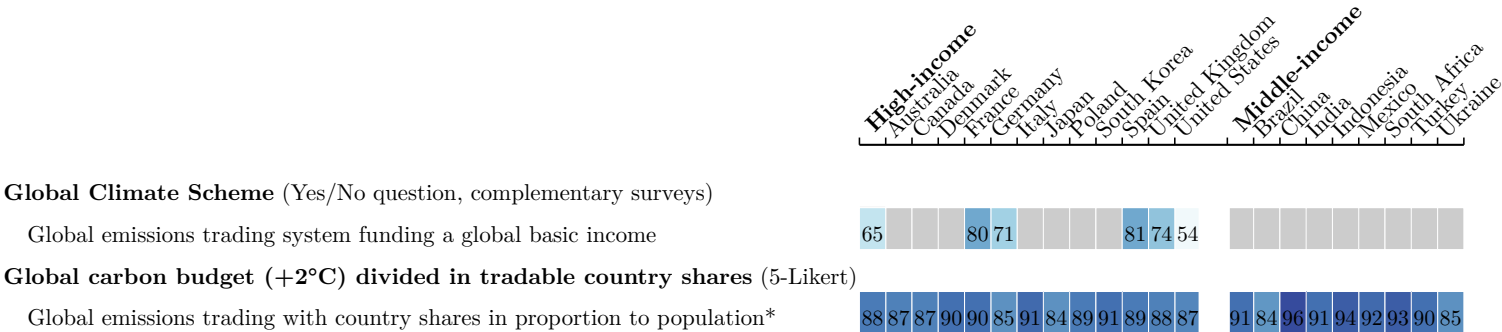 High-income
Australia
Canada
Denmark
France
Germany
Italy
Japan
Poland
South Korea
Spain
United Kingdom
United States
Middle-income
Brazil
China
India
Indonesia
Mexico
South Africa
Turkey
Ukraine
Global Climate Scheme (Yes/No question, complementary surveys)
Global emissions trading system funding a global basic income 65 80 71 81 74 54
Global carbon budget (+2°C) divided in tradable country shares (5-Likert)
Global emissions trading with country shares in proportion to population* 88 87 87 90 90 85 91 84 89 91 89 88 87 91 84 96 91 94 92 93 90 85